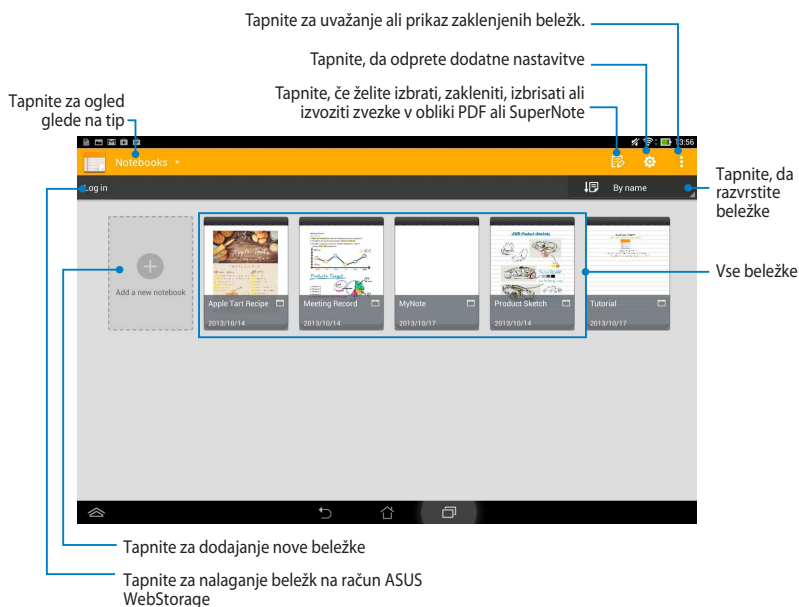 Tapnite za uvažanje ali prikaz zaklenjenih beležk.
Tapnite, da odprete dodatne nastavitve
Tapnite, če želite izbrati, zakleniti, izbrisati ali
izvoziti zvezke v obliki PDF ali SuperNote
Tapnite za ogled
glede na tip
13:56
Notebooks
Log in
By name
Tapnite, da
razvrstite
beležke
Add a new notebook
Apple Tart Recipe
2013/10/14
Meeting Record
2013/10/14
MyNote
2013/10/17
Product Sketch
2013/10/14
Tutorial
2013/10/17
Vse beležke
Tapnite za dodajanje nove beležke
Tapnite za nalaganje beležk na račun ASUS
WebStorage